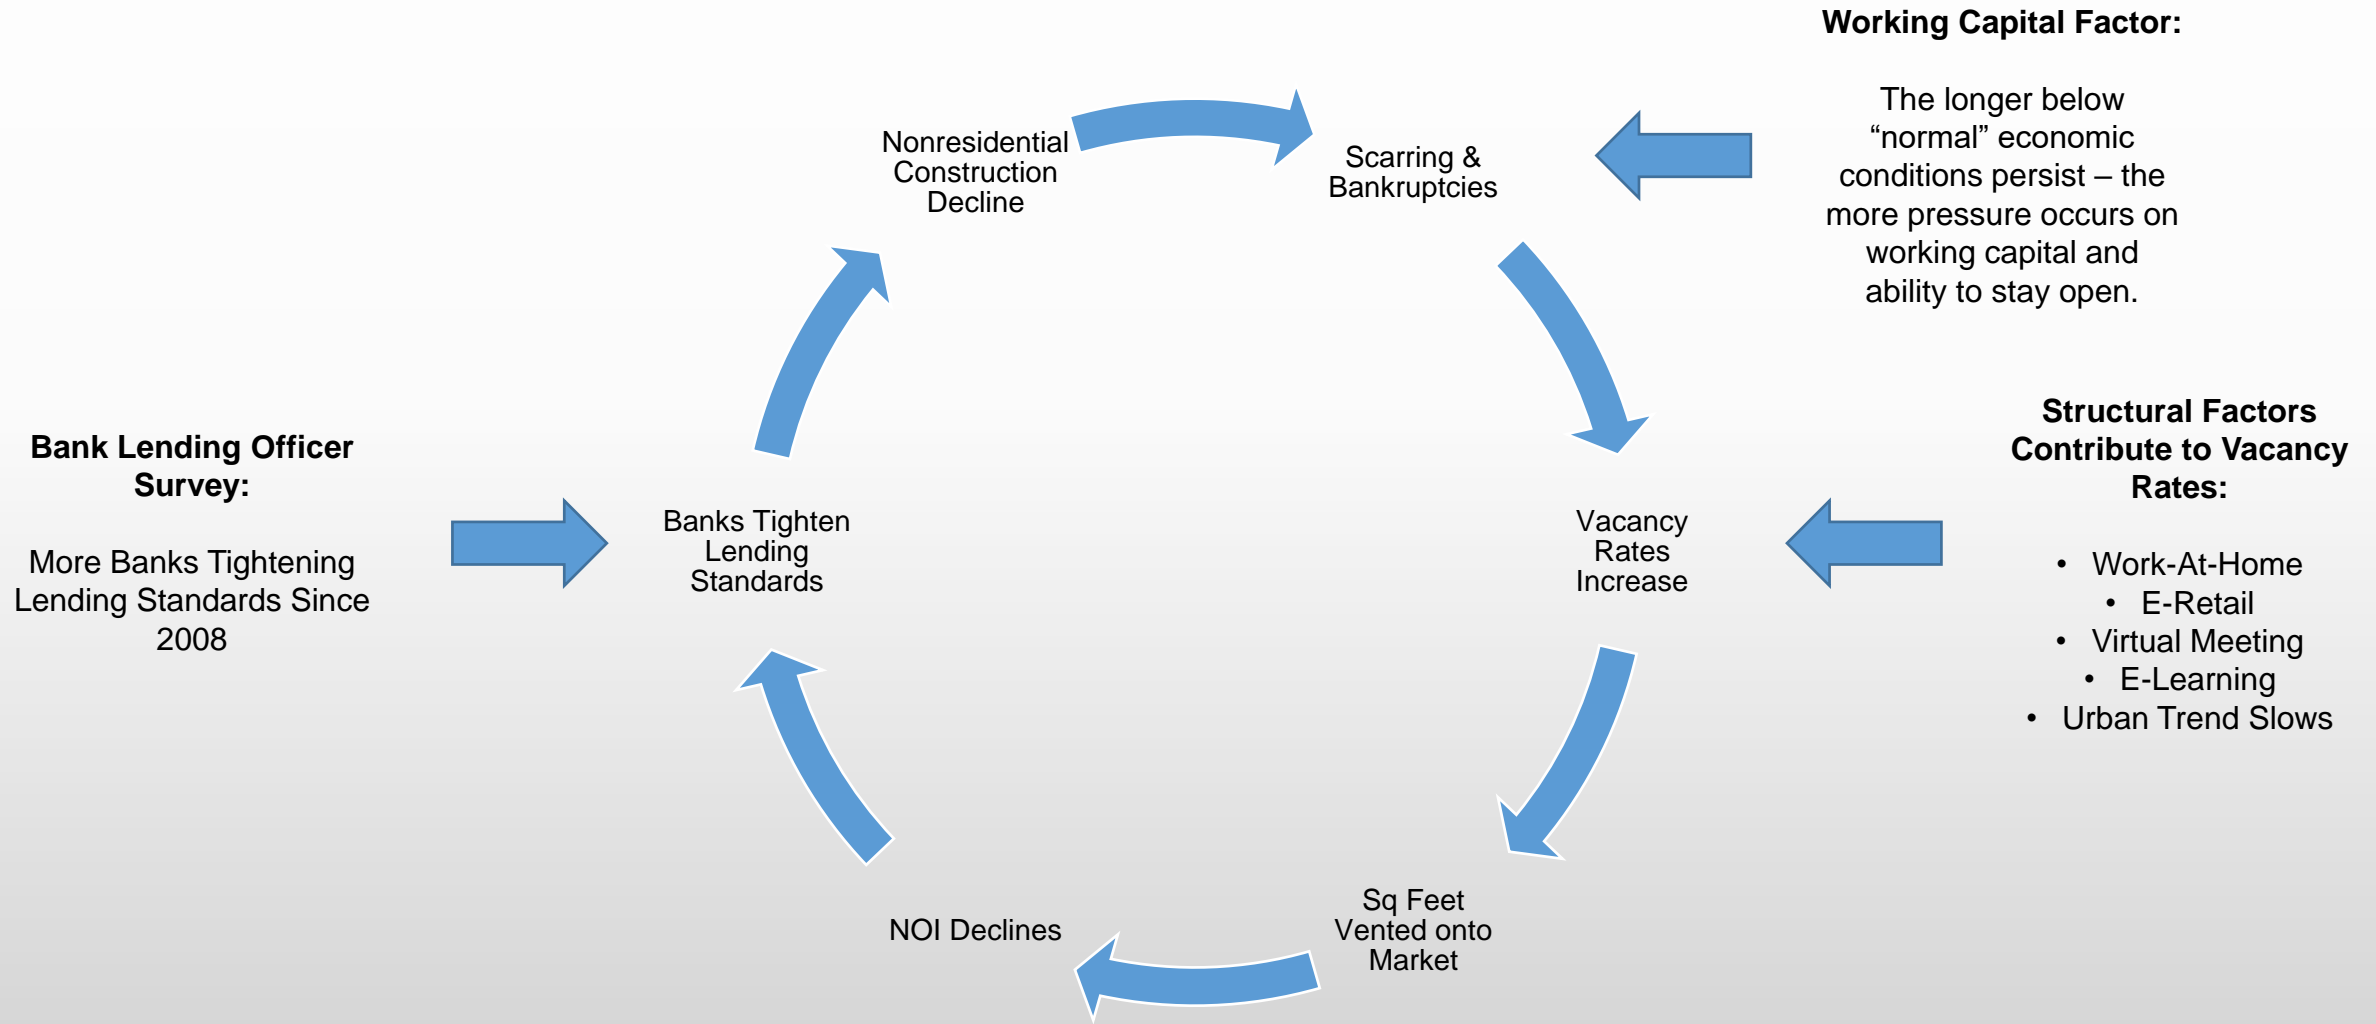 Working Capital Factor:
The longer below
“normal” economic
conditions persist – the
more pressure occurs on
working capital and
ability to stay open.
Nonresidential
Construction
Decline
Scarring &
Bankruptcies
Structural Factors
Contribute to Vacancy
Rates:
• Work-At-Home
• E-Retail
• Virtual Meeting
• E-Learning
• Urban Trend Slows
Bank Lending Officer
Survey:
More Banks Tightening
Lending Standards Since
2008
Banks Tighten
Lending
Standards
Vacancy
Rates
Increase
NOI Declines
Sq Feet
Vented onto
Market